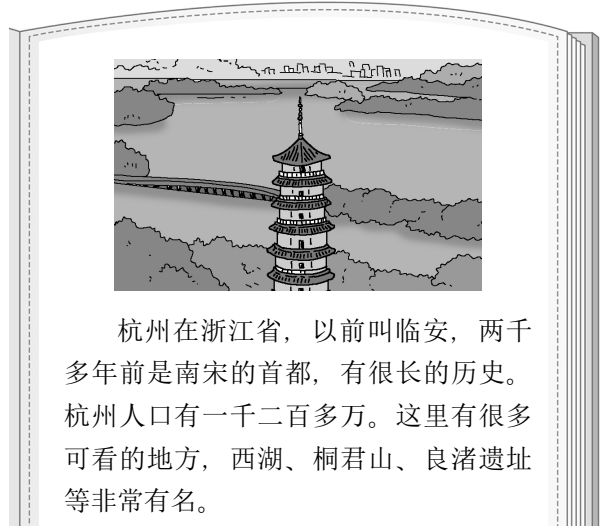 杭州在浙江省，以前叫临安，两千
多年前是南宋的首都，有很长的历史。
杭州人口有一千二百多万。这里有很多
可看的地方，西湖、桐君山、良渚遗址
等非常有名。